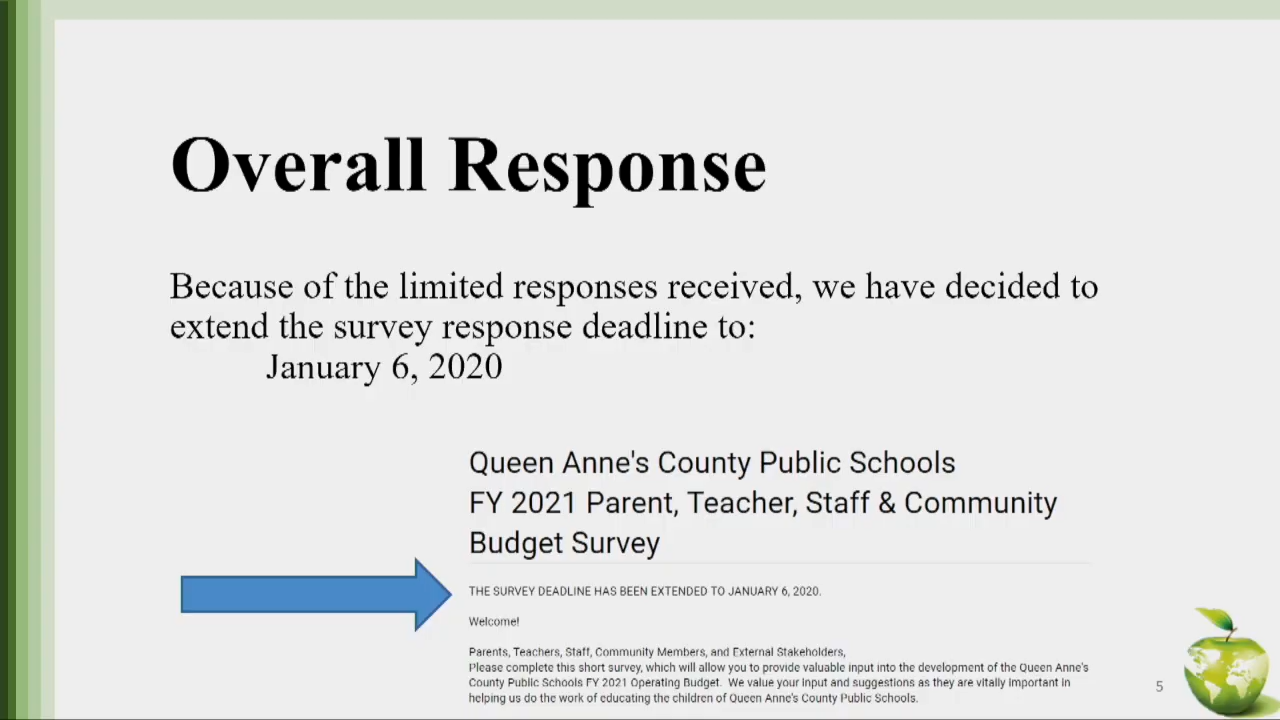 Overall Response
Because of the limited responses received, we have decided to
extend the survey response deadline to:
January 6, 2020
Queen Anne's County Public Schools
FY 2021 Parent, Teacher, Staff & Community
Budget Survey
THE SURVEY DEADLINE HAS BEEN EXTENDED TO JANUARY 6, 2020.
Welcome!
Parents, Teachers, Staff, Community Members, and External Stakeholders,
Please complete this short survey, which will allow you to provide valuable input into the development of the Queen Anne's
County Public Schools FY 2021 Operating Budget. We value your input and suggestions as they are vitally important in
helping us do the work of educating the children of Queen Anne's County Public Schools.
5